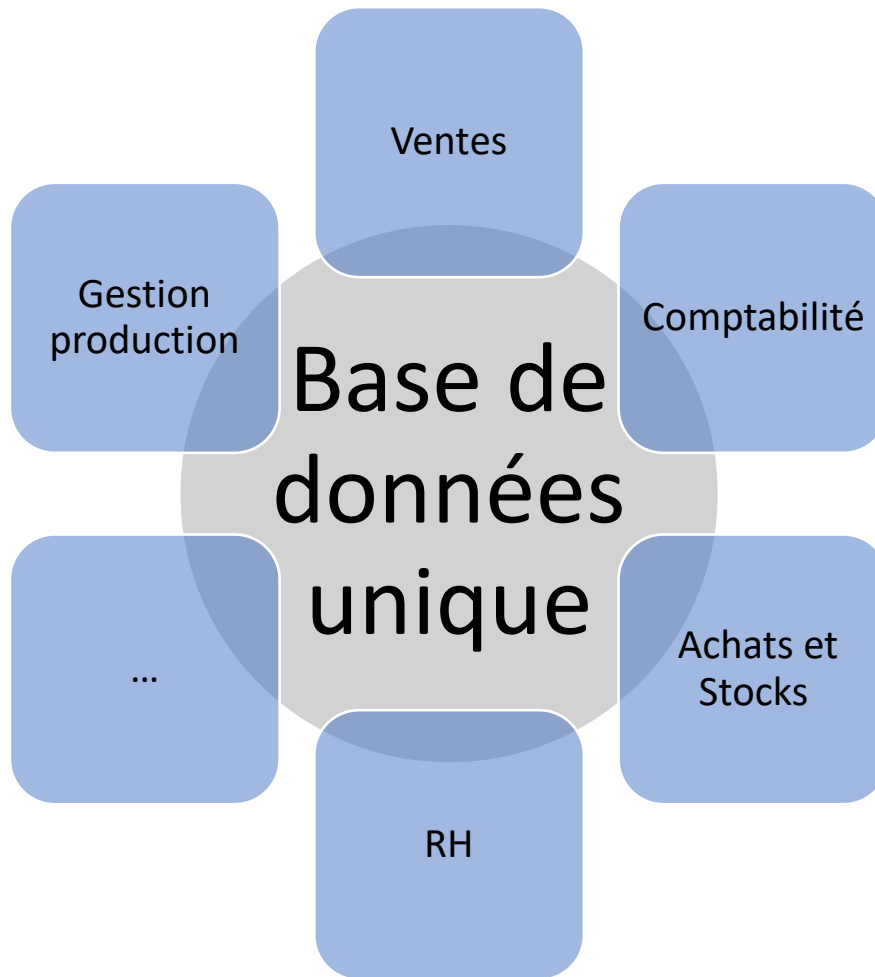 Ventes
Gestion
production
Comptabilité
Base de
données
unique
...
Achats et
Stocks
RH